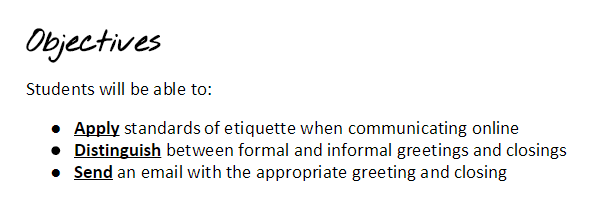 Objectives
Students will be able to:
● Apply standards of etiquette when communicating online
● Distinguish between formal and informal greetings and closings
● Send an email with the appropriate greeting and closing